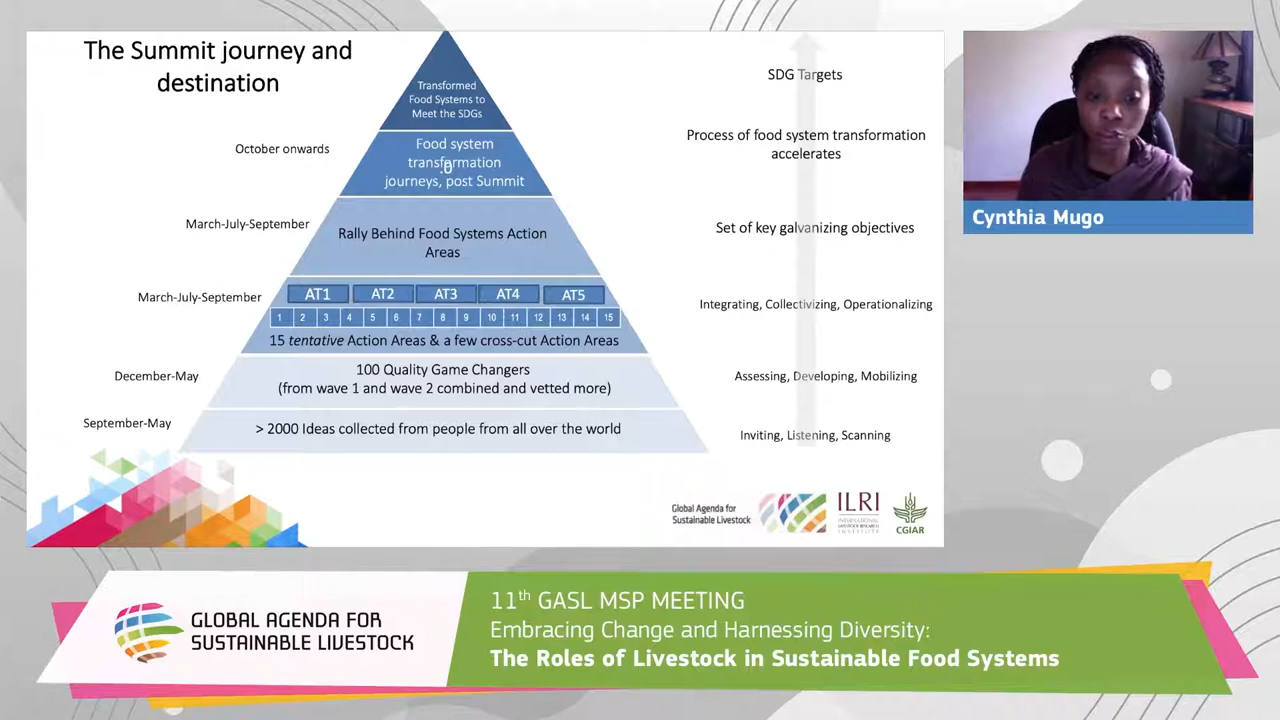 The Summit journey and
destination
Transformed
Food Systems to
Meet the SDGs
SDG Targets
October onwards
Food system
transformation
journeys, post Summit
.0
Process of food system transformation
accelerates
March-July-September
Rally Behind Food Systems Action
Areas
Set of key galvanizing objectives
March-July-September
AT1 AT2 AT3 AT4 AT5
1 2 3 4 5 6 7 8 9 10 11 12 13 14 15
15 tentative Action Areas & a few cross-cut Action Areas
Integrating, Collectivizing, Operationalizing
December-May
100 Quality Game Changers
(from wave 1 and wave 2 combined and vetted more)
Assessing, Developing, Mobilizing
September-May
> 2000 Ideas collected from people from all over the world
Inviting, Listening, Scanning
Global Agenda for
Sustainable Livestock
ILRI
INTERNATIONAL
LIVESTOCK RESEARCH
INSTITUTE
CGIAR
Cynthia Mugo
GLOBAL AGENDA FOR
SUSTAINABLE LIVESTOCK
11th GASL MSP MEETING
Embracing Change and Harnessing Diversity:
The Roles of Livestock in Sustainable Food Systems